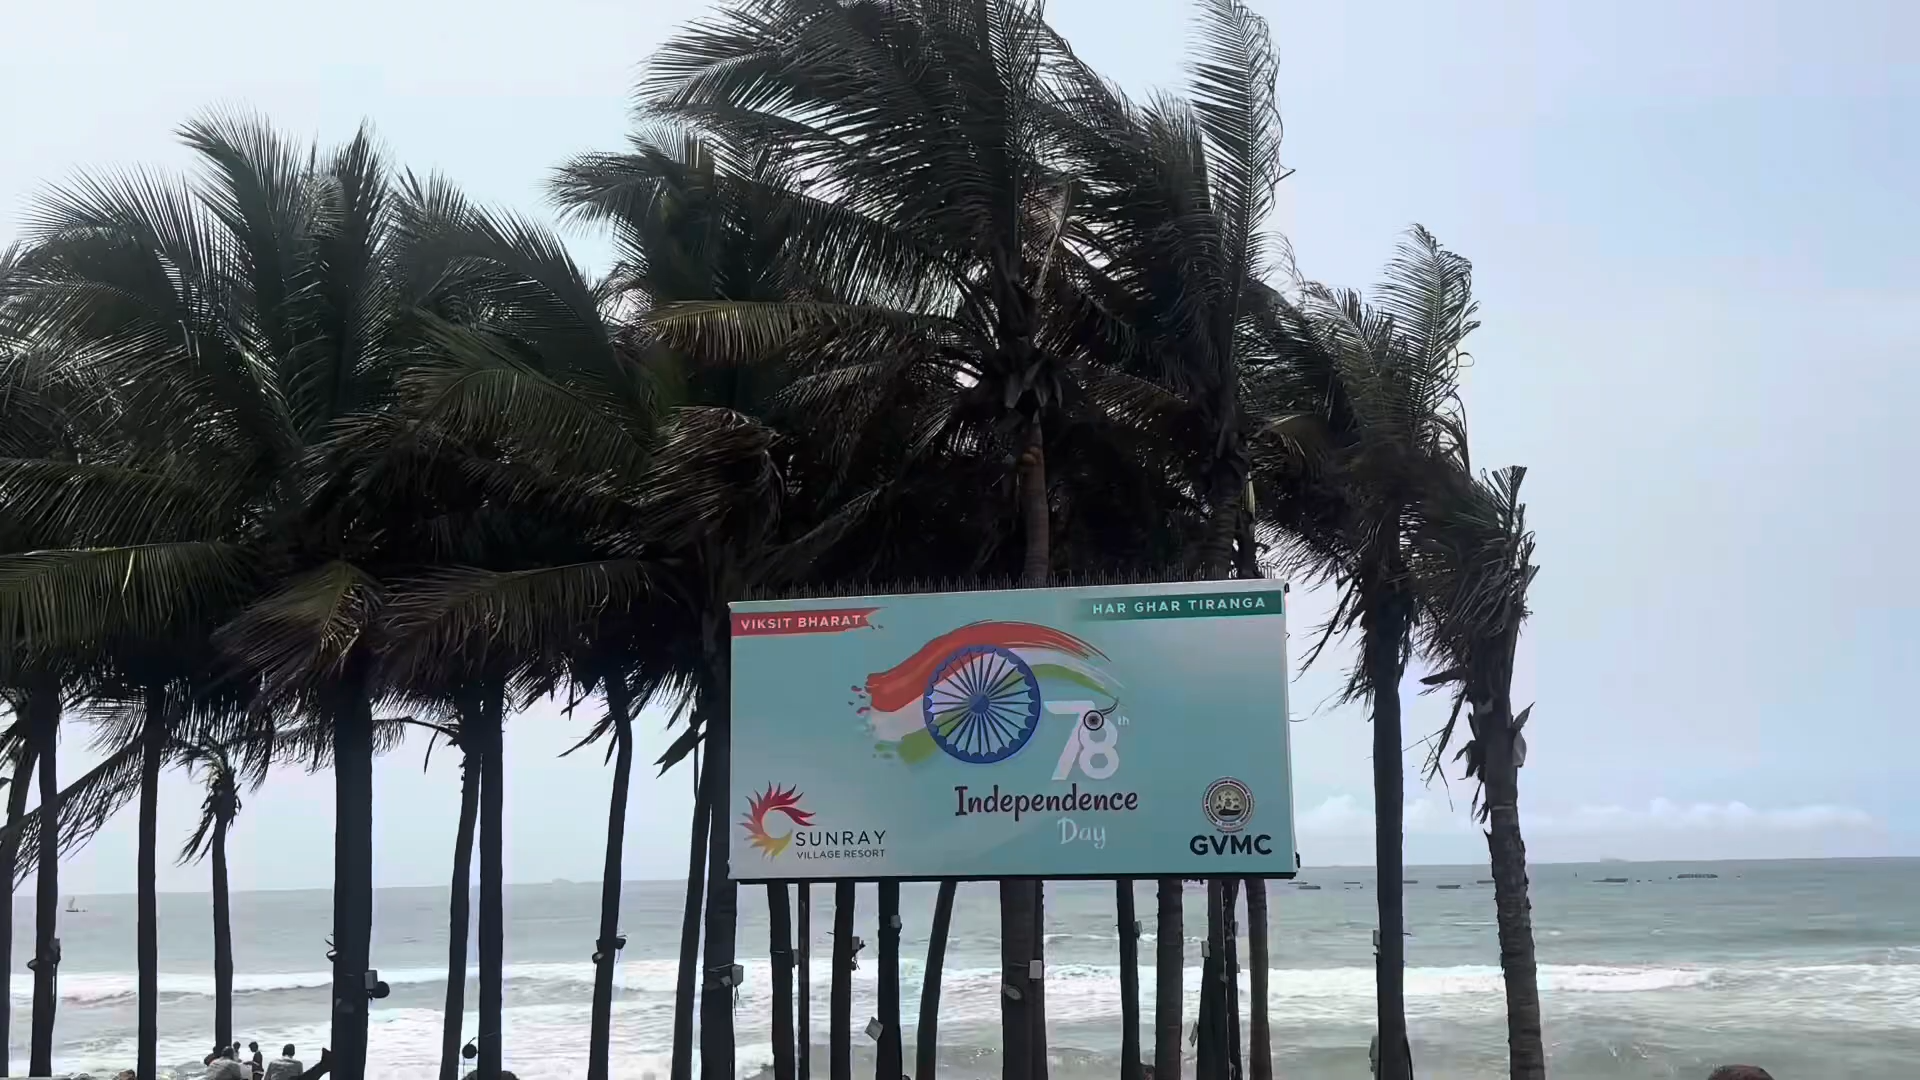 VIKSIT BHARAT
HAR GHAR TIRANGA
78th
Independence
Day
SUNRAY
VILLAGE RESORT
GVMC